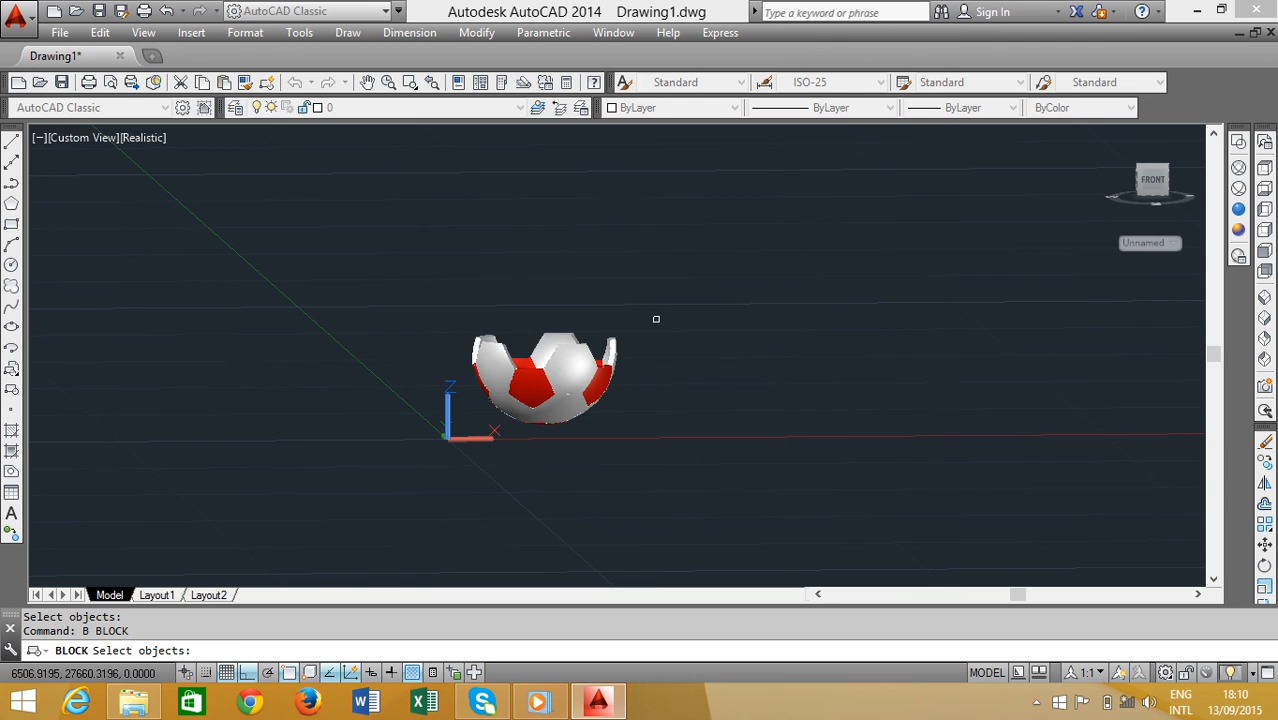 AutoCAD Classic
Autodesk AutoCAD 2014 Drawing1.dwg
Type a keyword or phrase
Sign In
File Edit View Insert Format Tools Draw Dimension Modify Parametric Window Help Express
Drawing1*
Standard ISO-25 Standard Standard
AutoCAD Classic 0 ByLayer ByLayer ByLayer ByColor
[−][Custom View][Realistic]
FRONT
Unnamed
Z
X
Model Layout1 Layout2
Select objects:
Command: B BLOCK
BLOCK Select objects:
6506.9195, 27660.3196, 0.0000
MODEL
1:1
ENG
18:10
INTL
13/09/2015